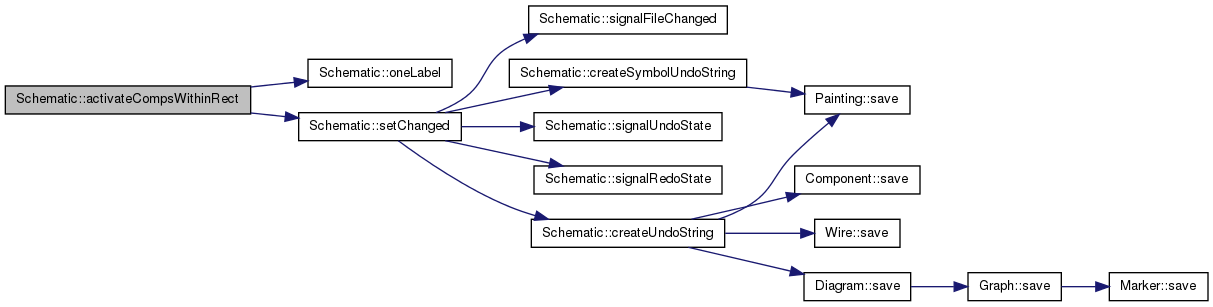 Schematic::signalFileChanged
Schematic::oneLabel
Schematic::createSymbolUndoString
Schematic::activateCompsWithinRect
Painting::save
Schematic::setChanged
Schematic::signalUndoState
Schematic::signalRedoState
Component::save
Schematic::createUndoString
Wire::save
Diagram::save
Graph::save
Marker::save